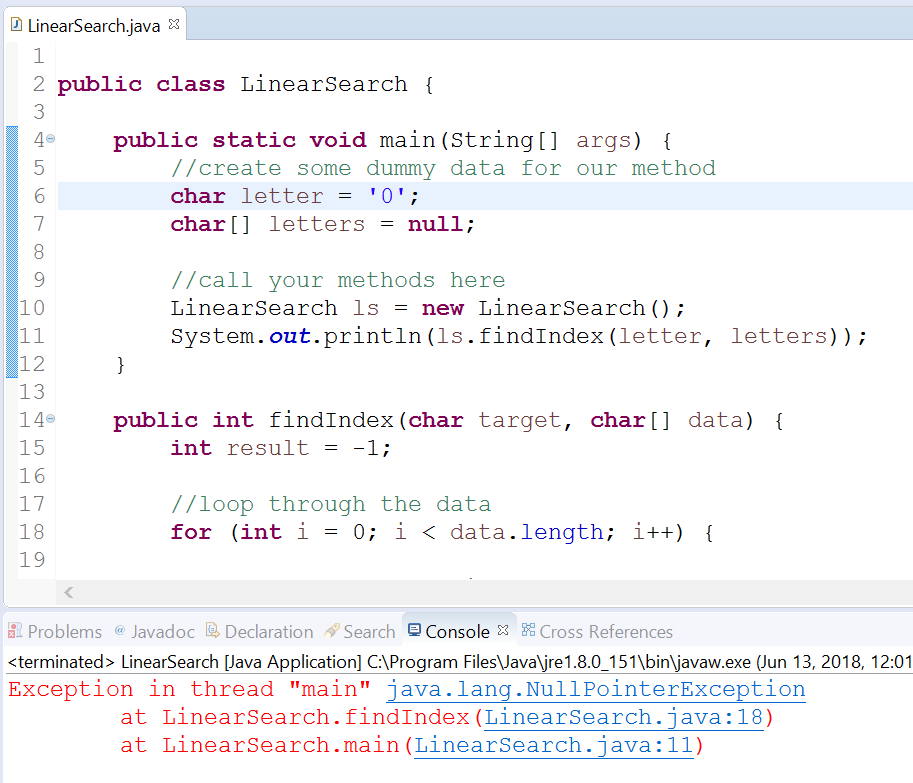 LinearSearch.java
1
2 public class LinearSearch {
3
4 public static void main(String[] args) {
5 //create some dummy data for our method
6 char letter = '0';
7 char[] letters = null;
8
9 //call your methods here
10 LinearSearch ls = new LinearSearch();
11 System.out.println(ls.findIndex(letter, letters));
12 }
13
14 public int findIndex(char target, char[] data) {
15 int result = -1;
16
17 //loop through the data
18 for (int i = 0; i < data.length; i++) {
19
Problems @ Javadoc Declaration Search Console Cross References
<terminated> LinearSearch [Java Application] C:\Program Files\Java\jre1.8.0_151\bin\javaw.exe (Jun 13, 2018, 12:01
Exception in thread "main" java.lang.NullPointerException
at LinearSearch.findIndex(LinearSearch.java:18)
at LinearSearch.main(LinearSearch.java:11)